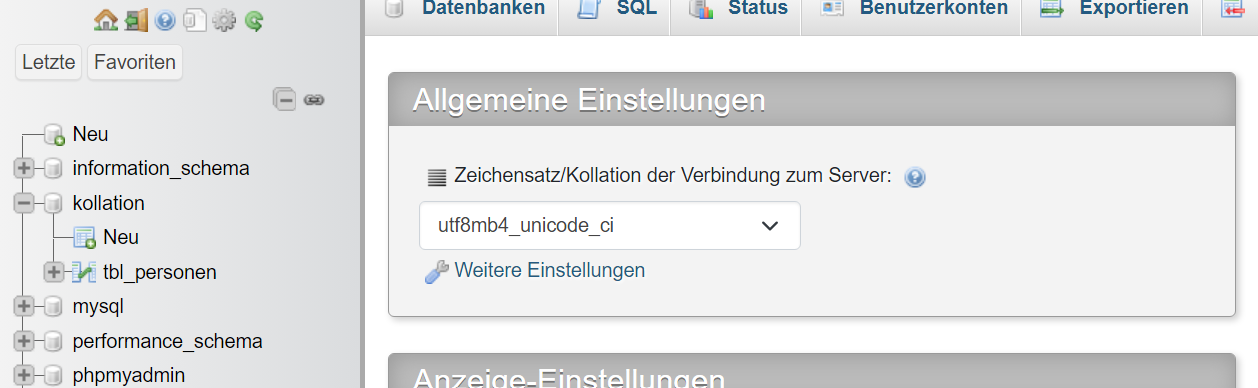 Datenbanken SQL Status Benutzerkonten Exportieren
Letzte Favoriten
Neu
information_schema
kollation
Neu
tbl_personen
mysql
performance_schema
phpmyadmin
Allgemeine Einstellungen
Zeichensatz/Kollation der Verbindung zum Server:
utf8mb4_unicode_ci
Weitere Einstellungen
Anzeige-Einstellungen